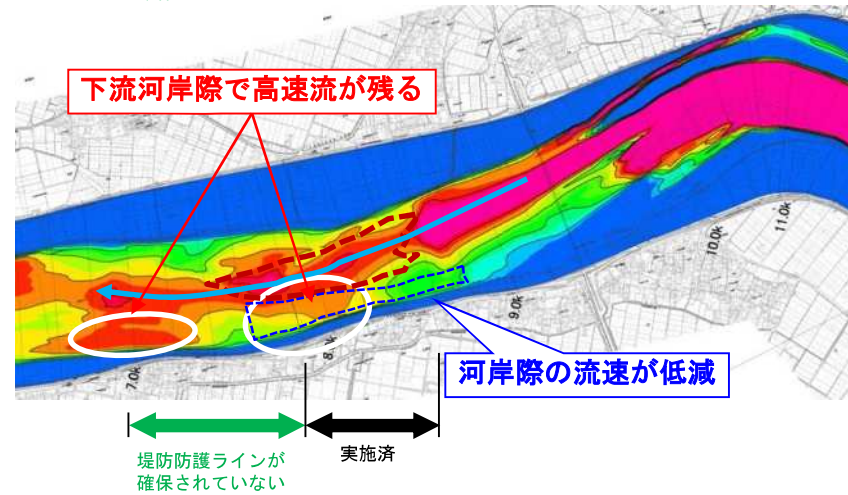 下流河岸際で高速流が残る
11.0k
10.0k
9.0k
7.0k
河岸際の流速が低減
堤防防護ラインが
確保されていない
実施済